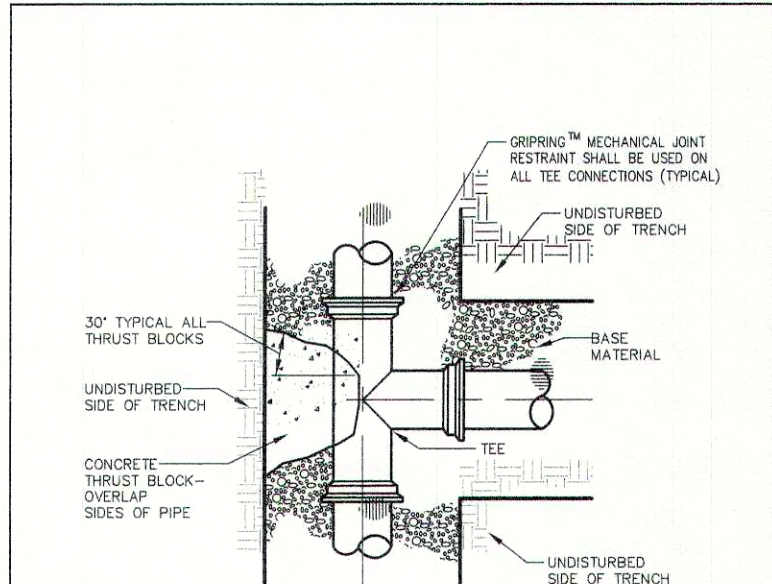 GRIPRING™ MECHANICAL JOINT
RESTRAINT SHALL BE USED ON
ALL TEE CONNECTIONS (TYPICAL)
UNDISTURBED
SIDE OF TRENCH
30° TYPICAL ALL
THRUST BLOCKS
BASE
MATERIAL
UNDISTURBED
SIDE OF TRENCH
TEE
CONCRETE
THRUST BLOCK-
OVERLAP
SIDES OF PIPE
UNDISTURBED
SIDE OF TRENCH